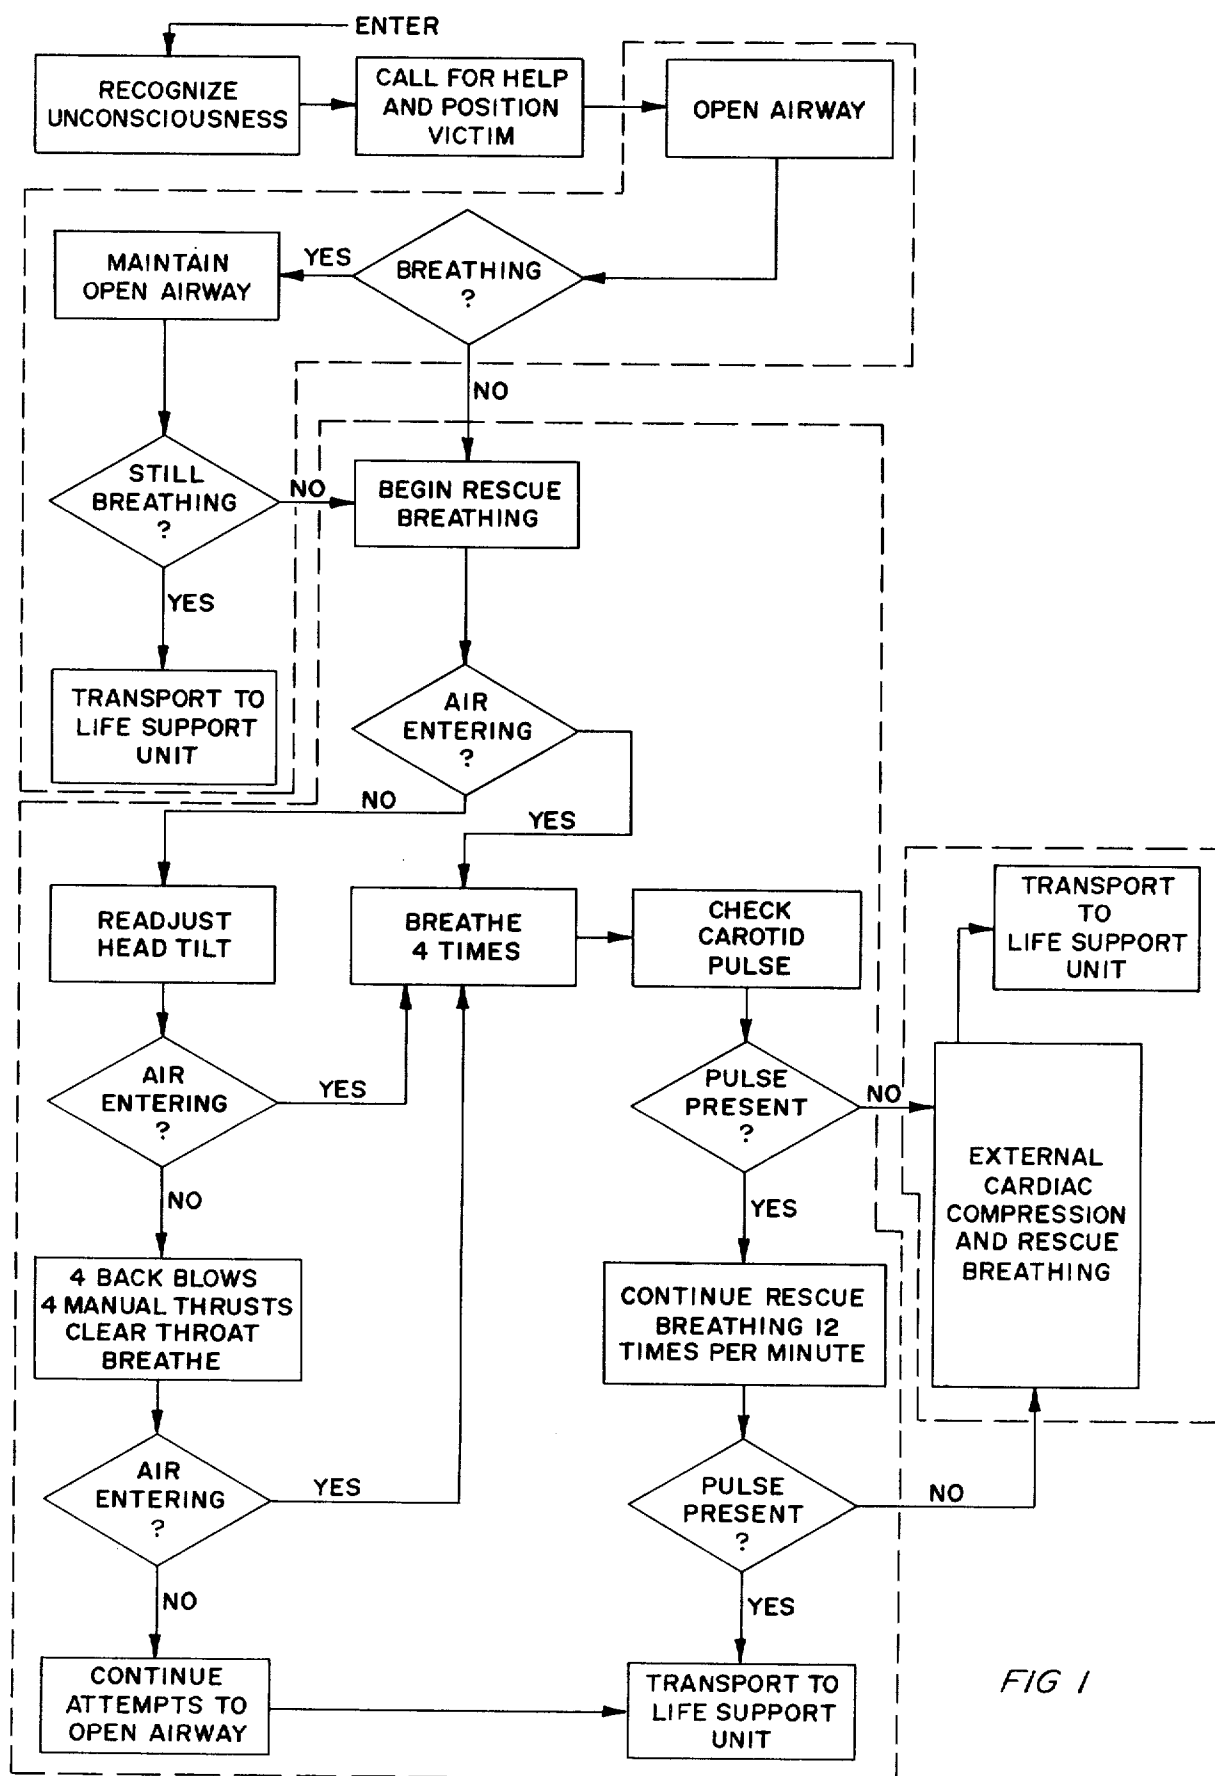 ENTER
RECOGNIZE
UNCONSCIOUSNESS
CALL FOR HELP
AND POSITION
VICTIM
OPEN AIRWAY
MAINTAIN
OPEN AIRWAY
YES
BREATHING
?
NO
STILL
BREATHING
?
NO
BEGIN RESCUE
BREATHING
YES
TRANSPORT TO
LIFE SUPPORT
UNIT
AIR
ENTERING
?
NO
YES
READJUST
HEAD TILT
BREATHE
4 TIMES
CHECK
CAROTID
PULSE
TRANSPORT
TO
LIFE SUPPORT
UNIT
AIR
ENTERING
?
YES
PULSE
PRESENT
?
NO
NO
YES
EXTERNAL
CARDIAC
COMPRESSION
AND RESCUE
BREATHING
4 BACK BLOWS
4 MANUAL THRUSTS
CLEAR THROAT
BREATHE
CONTINUE RESCUE
BREATHING 12
TIMES PER MINUTE
AIR
ENTERING
?
YES
PULSE
PRESENT
?
NO
NO
YES
CONTINUE
ATTEMPTS TO
OPEN AIRWAY
TRANSPORT TO
LIFE SUPPORT
UNIT
FIG 1